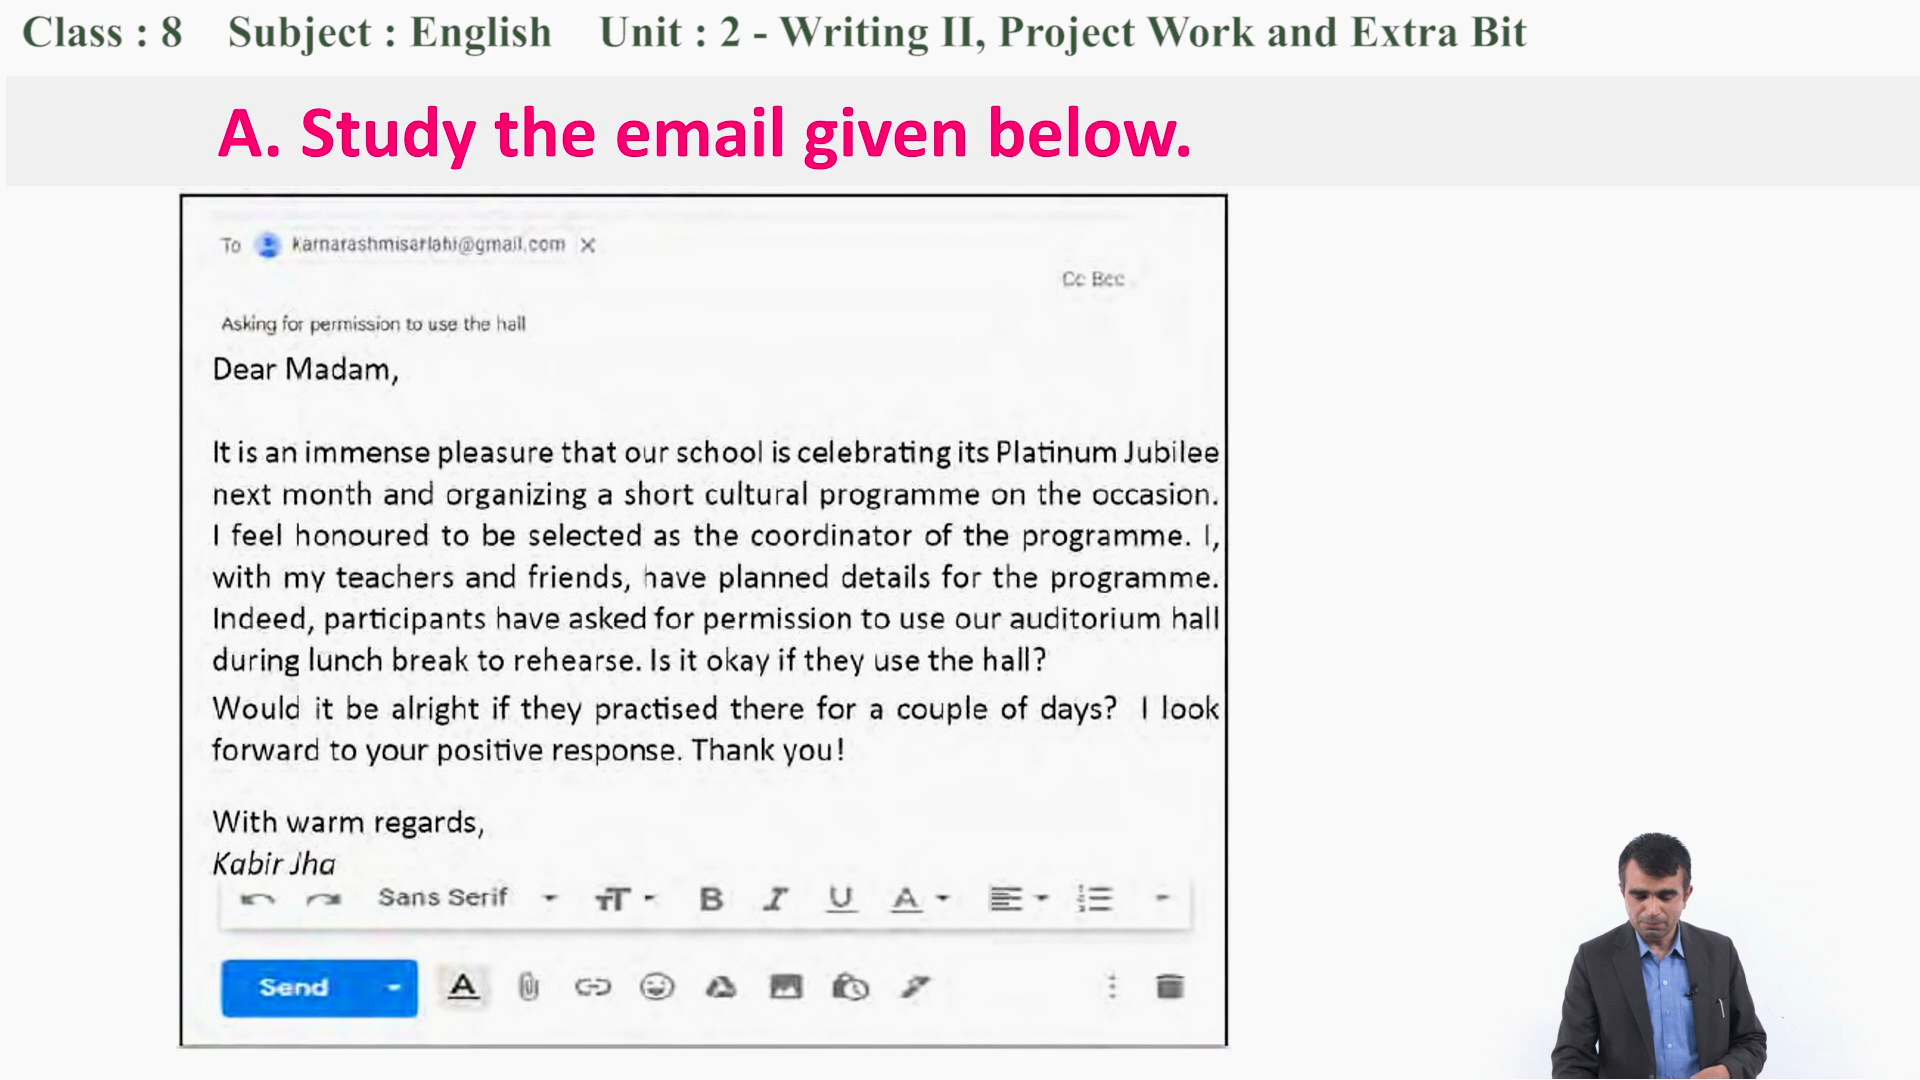 Class : 8 Subject : English Unit : 2 - Writing II, Project Work and Extra Bit
A. Study the email given below.
To karnarashmisarlahi@gmail.com ×
Cc Bcc
Asking for permission to use the hall
Dear Madam,
It is an immense pleasure that our school is celebrating its Platinum Jubilee
next month and organizing a short cultural programme on the occasion.
I feel honoured to be selected as the coordinator of the programme. I,
with my teachers and friends, have planned details for the programme.
Indeed, participants have asked for permission to use our auditorium hall
during lunch break to rehearse. Is it okay if they use the hall?
Would it be alright if they practised there for a couple of days? I look
forward to your positive response. Thank you!
With warm regards,
Kabir Jha
Sans Serif TT B I U A
Send A